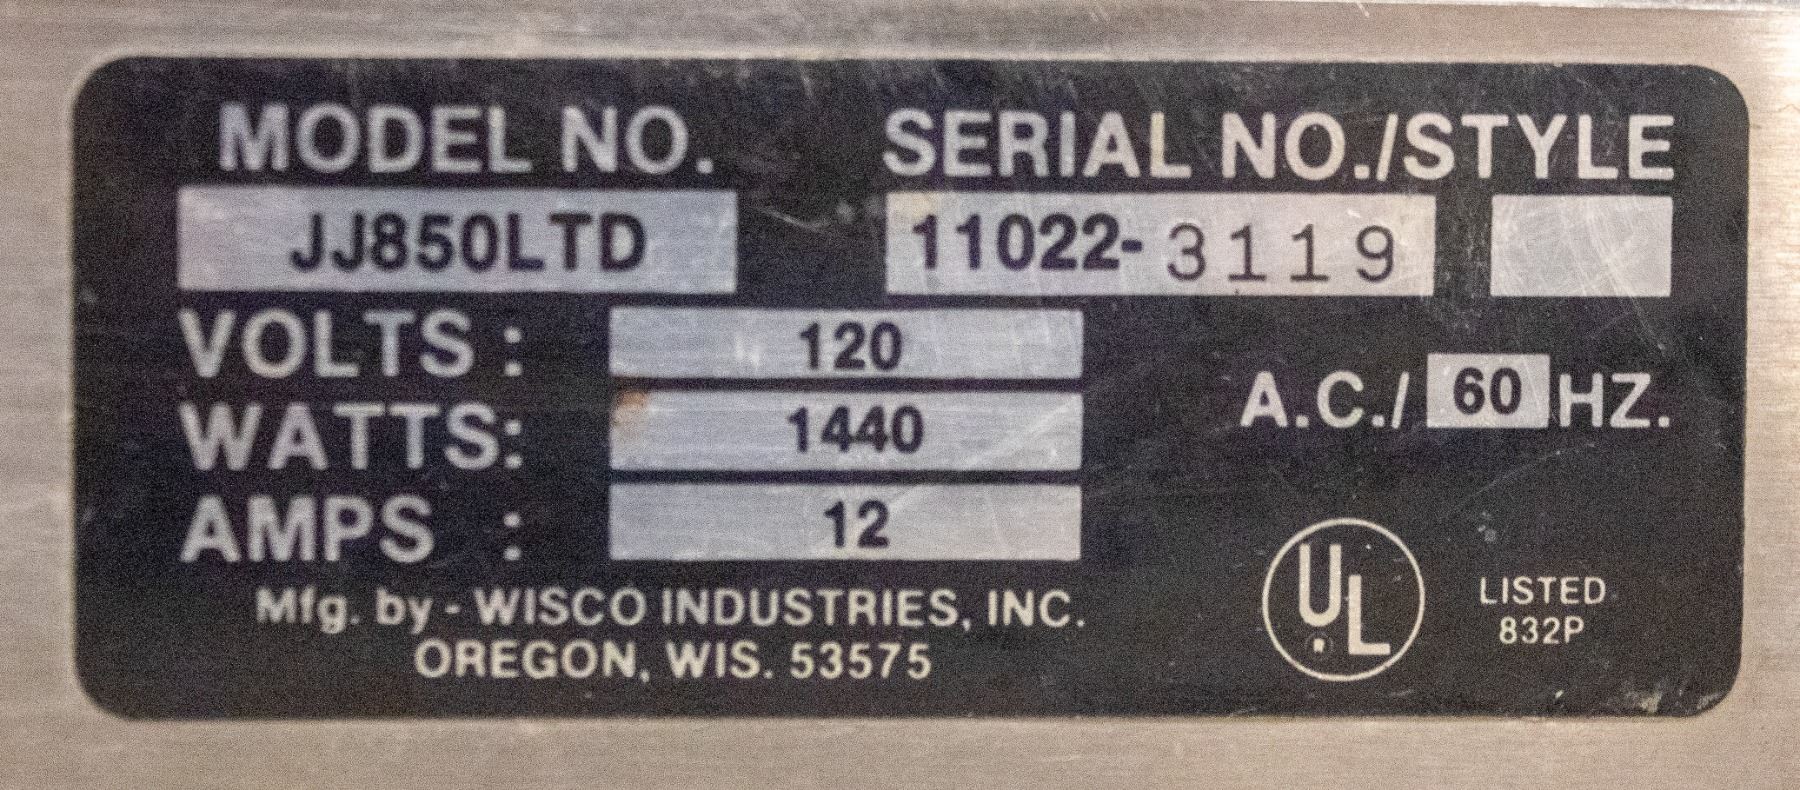 MODEL NO. SERIAL NO./STYLE
JJ850LTD 11022-3119
VOLTS : 120
A.C./ 60 HZ.
WATTS: 1440
AMPS : 12
Mfg. by - WISCO INDUSTRIES, INC.
OREGON, WIS. 53575
UL
LISTED
832P